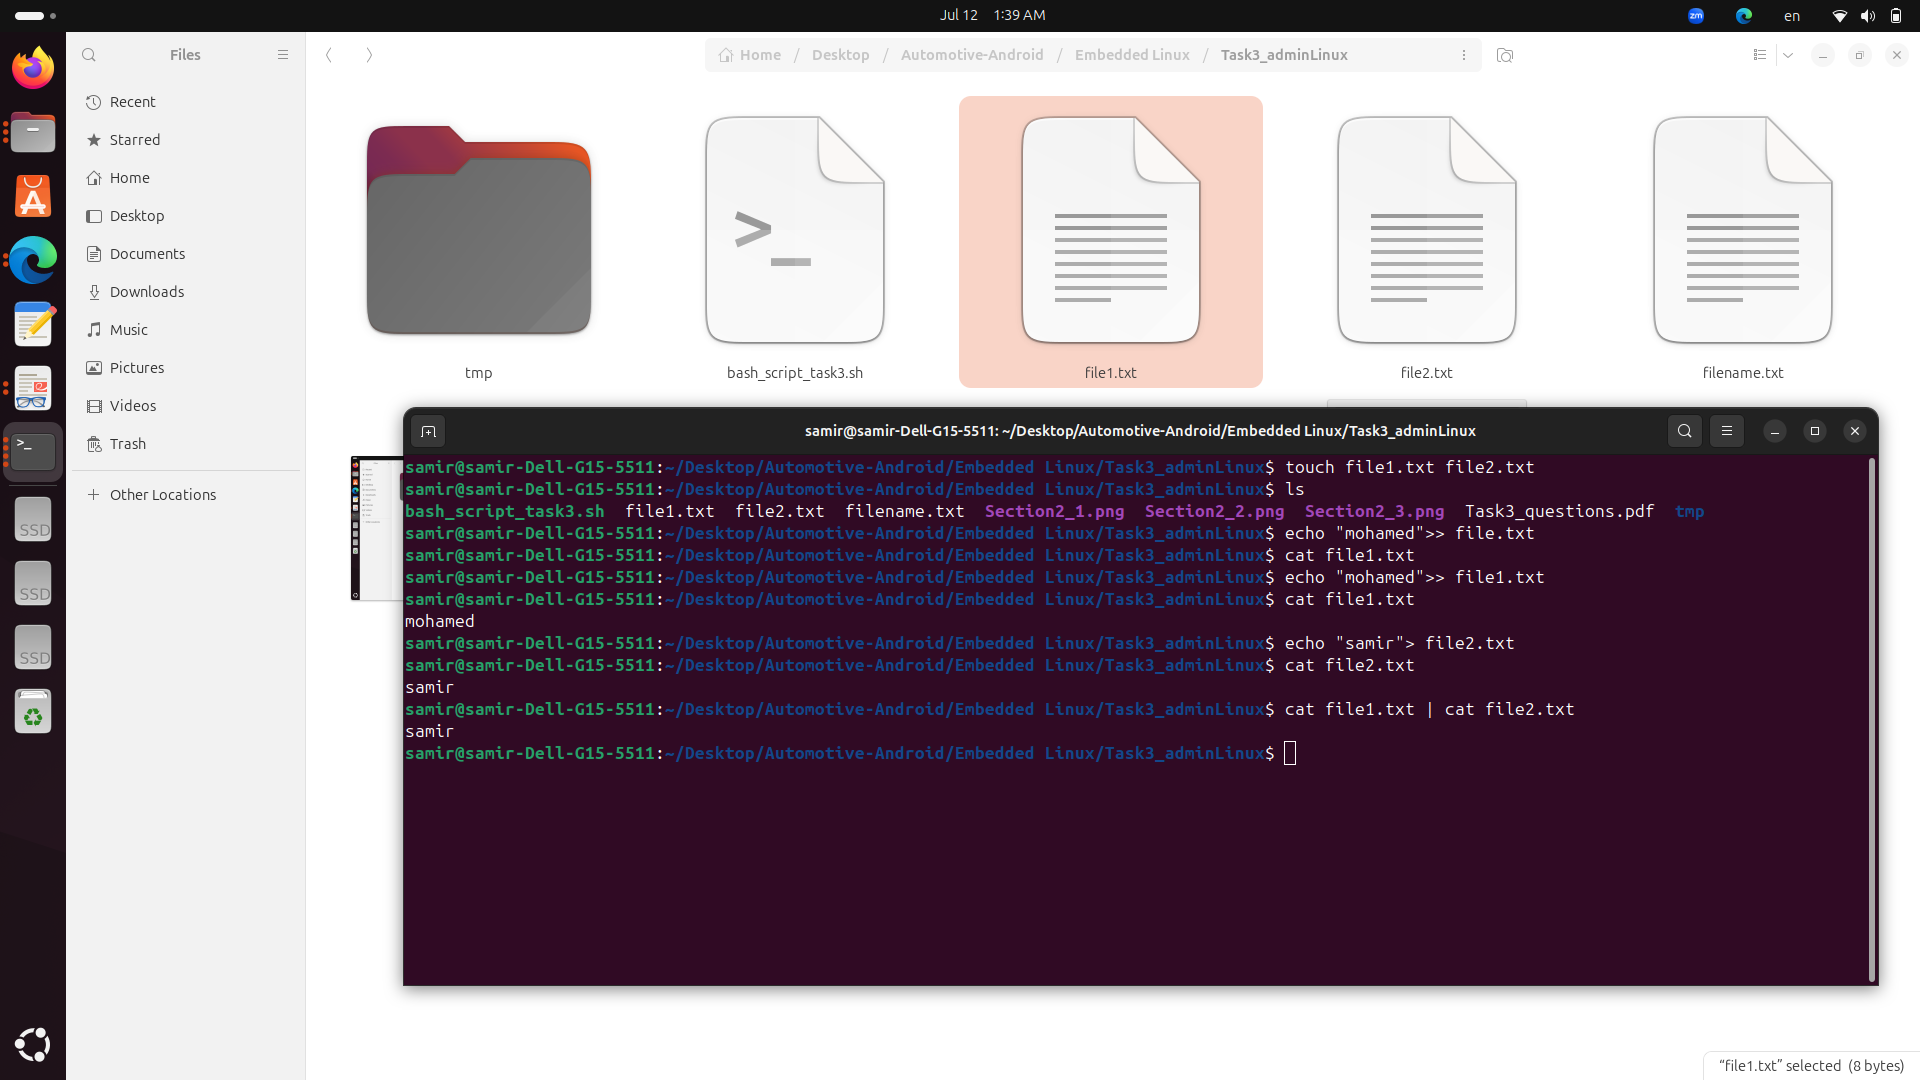 Jul 12 1:39 AM
zm
en
Files
Home / Desktop / Automotive-Android / Embedded Linux / Task3_adminLinux
Recent
Starred
Home
Desktop
Documents
Downloads
Music
Pictures
Videos
Trash
Other Locations
SSD
SSD
SSD
tmp
bash_script_task3.sh
file1.txt
file2.txt
filename.txt
samir@samir-Dell-G15-5511: ~/Desktop/Automotive-Android/Embedded Linux/Task3_adminLinux
samir@samir-Dell-G15-5511:~/Desktop/Automotive-Android/Embedded Linux/Task3_adminLinux$ touch file1.txt file2.txt
samir@samir-Dell-G15-5511:~/Desktop/Automotive-Android/Embedded Linux/Task3_adminLinux$ ls
bash_script_task3.sh file1.txt file2.txt filename.txt Section2_1.png Section2_2.png Section2_3.png Task3_questions.pdf tmp
samir@samir-Dell-G15-5511:~/Desktop/Automotive-Android/Embedded Linux/Task3_adminLinux$ echo "mohamed">> file.txt
samir@samir-Dell-G15-5511:~/Desktop/Automotive-Android/Embedded Linux/Task3_adminLinux$ cat file1.txt
samir@samir-Dell-G15-5511:~/Desktop/Automotive-Android/Embedded Linux/Task3_adminLinux$ echo "mohamed">> file1.txt
samir@samir-Dell-G15-5511:~/Desktop/Automotive-Android/Embedded Linux/Task3_adminLinux$ cat file1.txt
mohamed
samir@samir-Dell-G15-5511:~/Desktop/Automotive-Android/Embedded Linux/Task3_adminLinux$ echo "samir"> file2.txt
samir@samir-Dell-G15-5511:~/Desktop/Automotive-Android/Embedded Linux/Task3_adminLinux$ cat file2.txt
samir
samir@samir-Dell-G15-5511:~/Desktop/Automotive-Android/Embedded Linux/Task3_adminLinux$ cat file1.txt | cat file2.txt
samir
samir@samir-Dell-G15-5511:~/Desktop/Automotive-Android/Embedded Linux/Task3_adminLinux$
“file1.txt” selected (8 bytes)